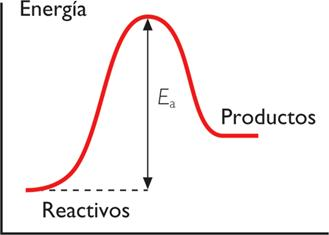 Energía
Eₐ
Productos
Reactivos